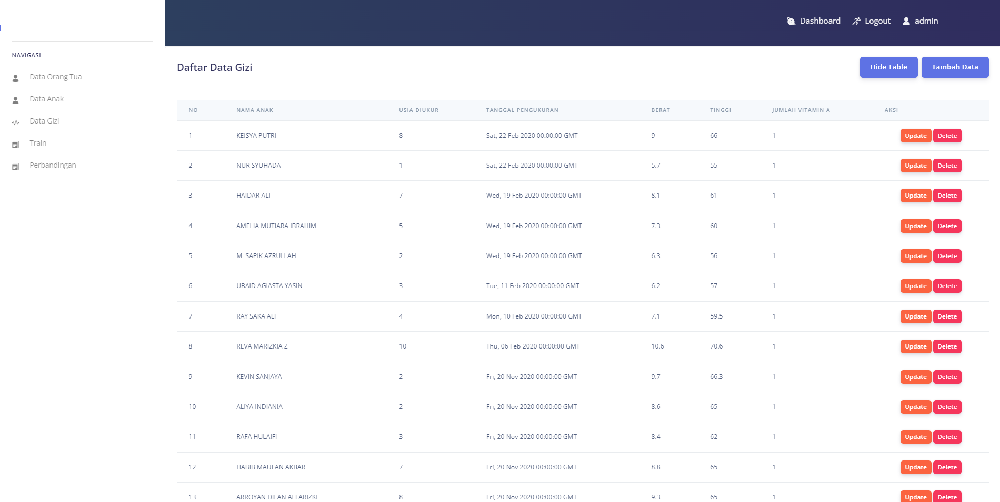 Dashboard Logout admin
NAVIGASI
Data Orang Tua
Data Anak
Data Gizi
Train
Perbandingan
Daftar Data Gizi Hide Table Tambah Data
NO NAMA ANAK USIA DIUKUR TANGGAL PENGUKURAN BERAT TINGGI JUMLAH VITAMIN A AKSI
1 KEISYA PUTRI 8 Sat, 22 Feb 2020 00:00:00 GMT 9 66 1 Update Delete
2 NUR SYUHADA 1 Sat, 22 Feb 2020 00:00:00 GMT 5.7 55 1 Update Delete
3 HAIDAR ALI 7 Wed, 19 Feb 2020 00:00:00 GMT 8.1 61 1 Update Delete
4 AMELIA MUTIARA IBRAHIM 5 Wed, 19 Feb 2020 00:00:00 GMT 7.3 60 1 Update Delete
5 M. SAPIK AZRULLAH 2 Wed, 19 Feb 2020 00:00:00 GMT 6.3 56 1 Update Delete
6 UBAID AGIASTA YASIN 3 Tue, 11 Feb 2020 00:00:00 GMT 6.2 57 1 Update Delete
7 RAY SAKA ALI 4 Mon, 10 Feb 2020 00:00:00 GMT 7.1 59.5 1 Update Delete
8 REVA MARIZKIA Z 10 Thu, 06 Feb 2020 00:00:00 GMT 10.6 70.6 1 Update Delete
9 KEVIN SANJAYA 2 Fri, 20 Nov 2020 00:00:00 GMT 9.7 66.3 1 Update Delete
10 ALIYA INDIANIA 2 Fri, 20 Nov 2020 00:00:00 GMT 8.6 65 1 Update Delete
11 RAFA HULAIFI 3 Fri, 20 Nov 2020 00:00:00 GMT 8.4 62 1 Update Delete
12 HABIB MAULAN AKBAR 7 Fri, 20 Nov 2020 00:00:00 GMT 8.8 65 1 Update Delete
13 ARROYAN DILAN ALFARIZKI 8 Fri, 20 Nov 2020 00:00:00 GMT 9.3 65 1 Update Delete